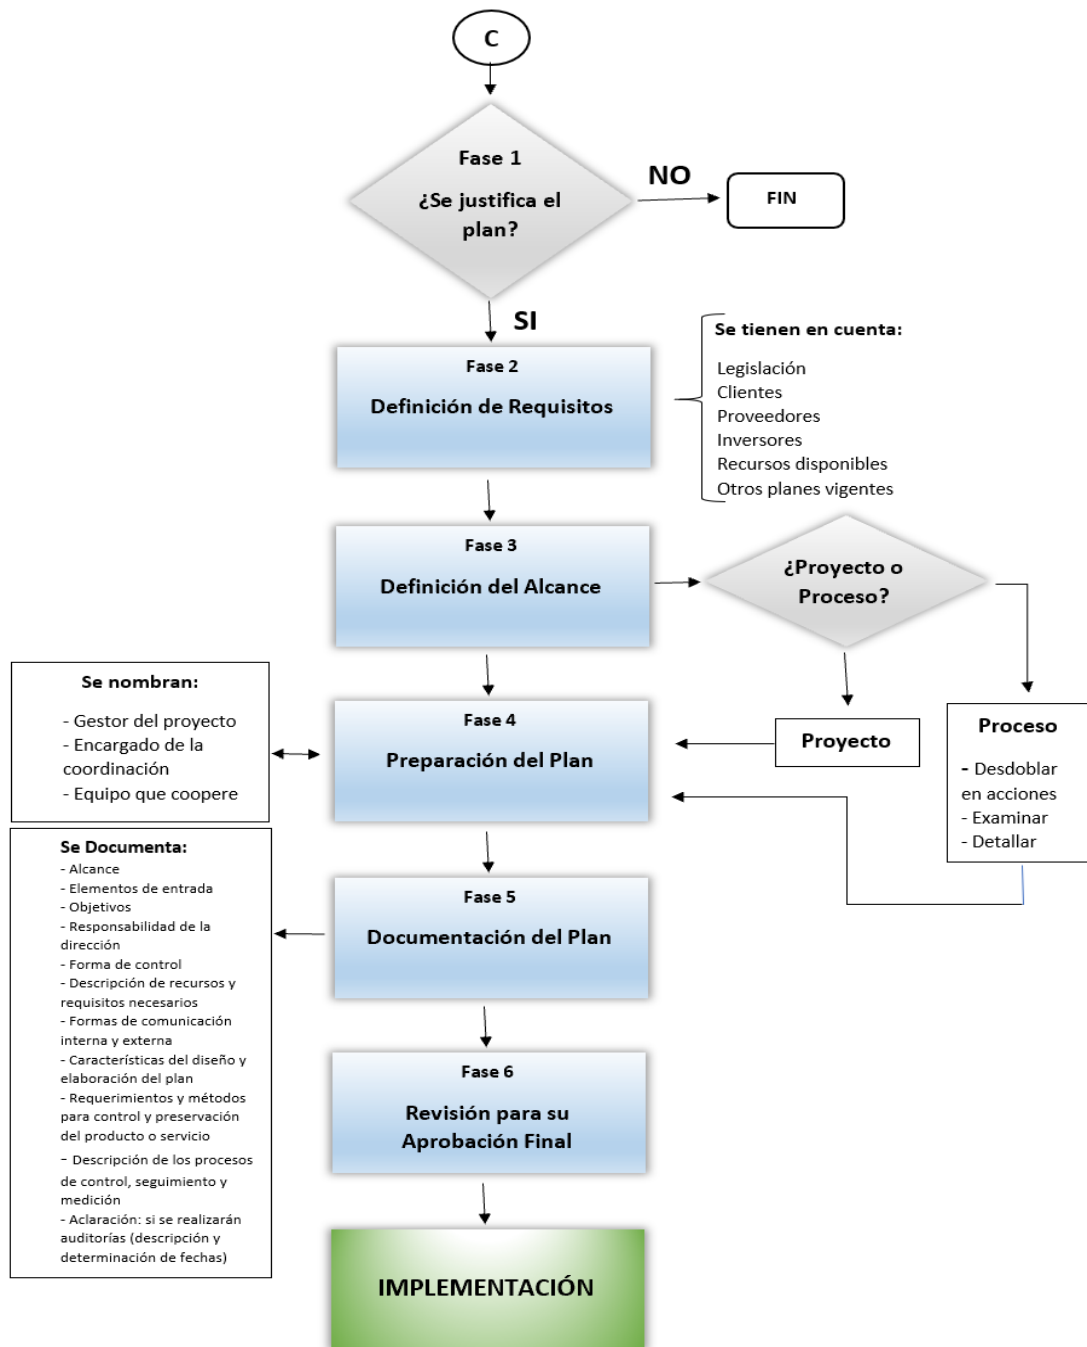 C
Fase 1
¿Se justifica el
plan?
NO
FIN
SI
Fase 2
Definición de Requisitos
Se tienen en cuenta:
Legislación
Clientes
Proveedores
Inversores
Recursos disponibles
Otros planes vigentes
Fase 3
Definición del Alcance
¿Proyecto o
Proceso?
Se nombran:
- Gestor del proyecto
- Encargado de la
coordinación
- Equipo que coopere
Fase 4
Preparación del Plan
Proyecto
Proceso
- Desdoblar
en acciones
- Examinar
- Detallar
Se Documenta:
- Alcance
- Elementos de entrada
- Objetivos
- Responsabilidad de la
dirección
- Forma de control
- Descripción de recursos y
requisitos necesarios
- Formas de comunicación
interna y externa
- Características del diseño y
elaboración del plan
- Requerimientos y métodos
para control y preservación
del producto o servicio
- Descripción de los procesos
de control, seguimiento y
medición
- Aclaración: si se realizarán
auditorías (descripción y
determinación de fechas)
Fase 5
Documentación del Plan
Fase 6
Revisión para su
Aprobación Final
IMPLEMENTACIÓN